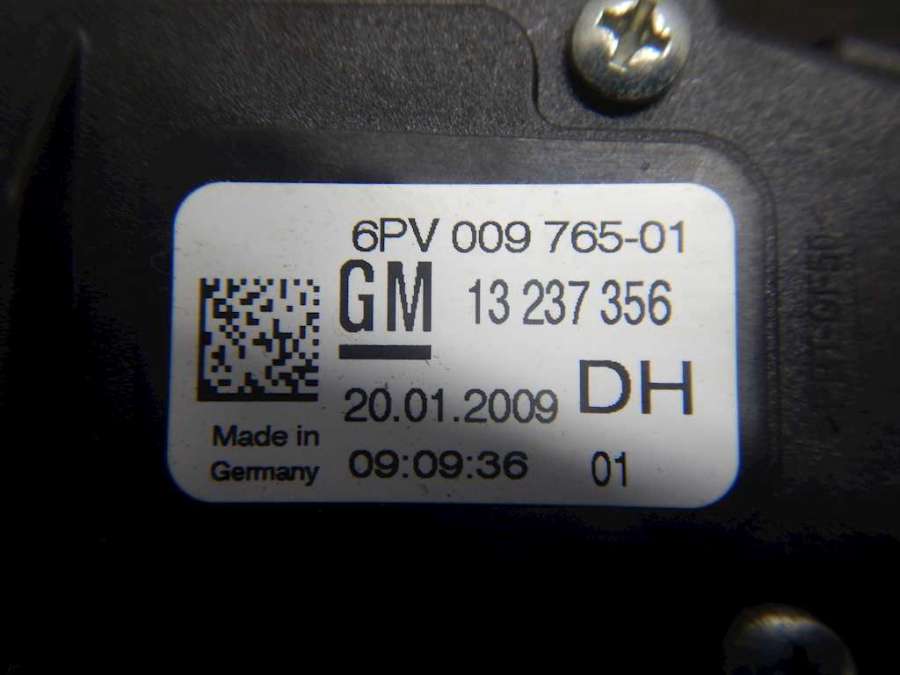 6PV 009 765-01
GM 13 237 356
20.01.2009 DH
Made in
Germany
09:09:36 01